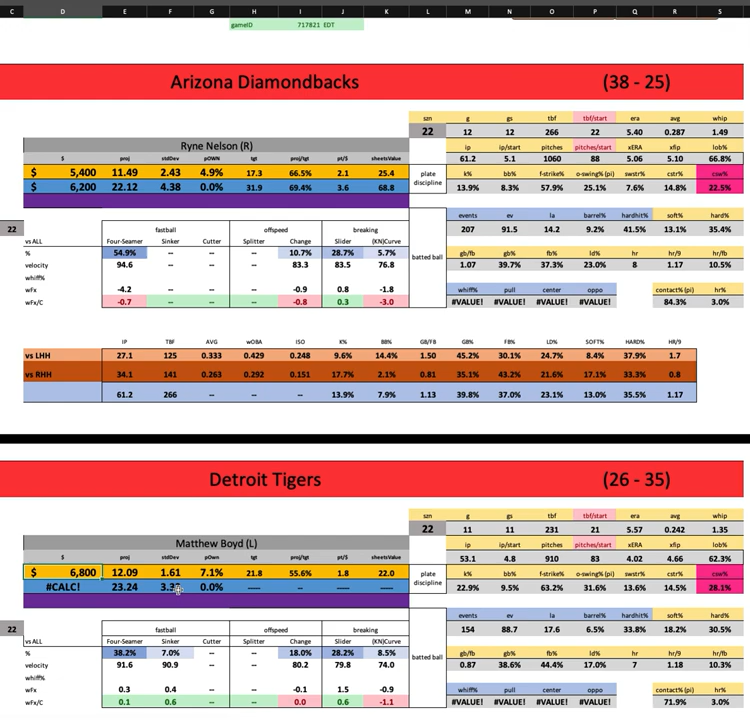 C D E F G H I J K L M N O P Q R S
gameID 717821 EDT
Arizona Diamondbacks (38 - 25)
szn g gs tbf tbf/start era avg whip
22 12 12 266 22 5.40 0.287 1.49
Ryne Nelson (R) ip ip/start pitches pitches/start xERA xfip lob%
$ proj stdDev pOWN tgt proj/tgt pt/$ sheetsValue 61.2 5.1 1060 88 5.06 5.10 66.8%
$ 5,400 11.49 2.43 4.9% 17.3 66.5% 2.1 25.4 plate discipline k% bb% f-strike% o-swing% (pi) swstr% cstr% csw%
$ 6,200 22.12 4.38 0.0% 31.9 69.4% 3.6 68.8 13.9% 8.3% 57.9% 25.1% 7.6% 14.8% 22.5%
events ev la barrel% hardhit% soft% hard%
22 fastball offspeed breaking 207 91.5 14.2 9.2% 41.5% 13.1% 35.4%
vs ALL Four-Seamer Sinker Cutter Splitter Change Slider (KN)Curve batted ball
% 54.9% -- -- -- 10.7% 28.7% 5.7% gb/fb gb% fb% ld% hr hr/9 hr/fb
velocity 94.6 -- -- -- 83.3 83.5 76.8 1.07 39.7% 37.3% 23.0% 8 1.17 10.5%
whiff%
wFx -4.2 -- -- -- -0.9 0.8 -1.8 whiff% pull center oppo contact% (pi) hr%
wFx/C -0.7 -- -- -- -0.8 0.3 -3.0 #VALUE! #VALUE! #VALUE! #VALUE! 84.3% 3.0%
IP TBF AVG wOBA ISO K% BB% GB/FB GB% FB% LD% SOFT% HARD% HR/9
vs LHH 27.1 125 0.333 0.429 0.248 9.6% 14.4% 1.50 45.2% 30.1% 24.7% 8.4% 37.9% 1.7
vs RHH 34.1 141 0.263 0.292 0.151 17.7% 2.1% 0.81 35.1% 43.2% 21.6% 17.1% 33.3% 0.8
61.2 266 -- -- -- 13.9% 7.9% 1.13 39.8% 37.0% 23.1% 13.0% 35.5% 1.17
Detroit Tigers (26 - 35)
szn g gs tbf tbf/start era avg whip
22 11 11 231 21 5.57 0.242 1.35
Matthew Boyd (L) ip ip/start pitches pitches/start xERA xfip lob%
$ proj stdDev pOwn tgt proj/tgt pt/$ sheetsValue 53.1 4.8 910 83 4.02 4.66 62.3%
$ 6,800 12.09 1.61 7.1% 21.8 55.6% 1.8 22.0 plate discipline k% bb% f-strike% o-swing% (pi) swstr% cstr% csw%
#CALC! 23.24 0.0% ---- ---- ---- ---- 22.9% 9.5% 63.2% 31.6% 13.6% 14.5% 28.1%
events ev la barrel% hardhit% soft% hard%
22 fastball offspeed breaking 154 88.7 17.6 6.5% 33.8% 18.2% 30.5%
vs ALL Four-Seamer Sinker Cutter Splitter Change Slider (KN)Curve batted ball
% 38.2% 7.0% -- -- 18.0% 28.2% 8.5% gb/fb gb% fb% ld% hr hr/9 hr/fb
velocity 91.6 90.9 -- -- 80.2 79.8 74.0 0.87 38.6% 44.4% 17.0% 7 1.18 10.3%
whiff%
wFx 0.3 0.4 -- -- -0.1 1.5 -0.9 whiff% pull center oppo contact% (pi) hr%
wFx/C 0.1 0.6 -- -- 0.0 0.6 -1.1 #VALUE! #VALUE! #VALUE! #VALUE! 71.9% 3.0%